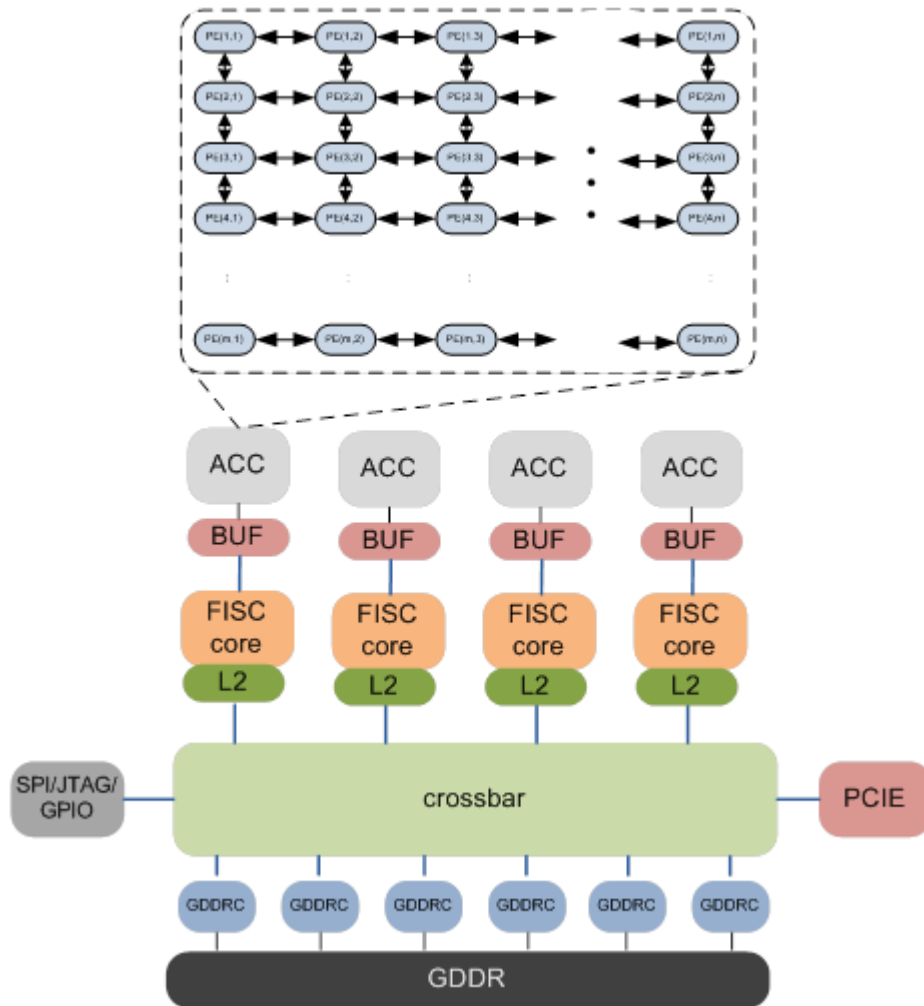 PE(1,1) PE(1,2) PE(1,3) PE(1,n)
PE(2,1) PE(2,2) PE(2,3) PE(2,n)
PE(3,1) PE(3,2) PE(3,3) PE(3,n)
PE(4,1) PE(4,2) PE(4,3) PE(4,n)
PE(m,1) PE(m,2) PE(m,3) PE(m,n)
ACC ACC ACC ACC
BUF BUF BUF BUF
FISC FISC FISC FISC
core core core core
L2 L2 L2 L2
SPI/JTAG/
GPIO
crossbar
PCIE
GDDRC GDDRC GDDRC GDDRC GDDRC GDDRC
GDDR